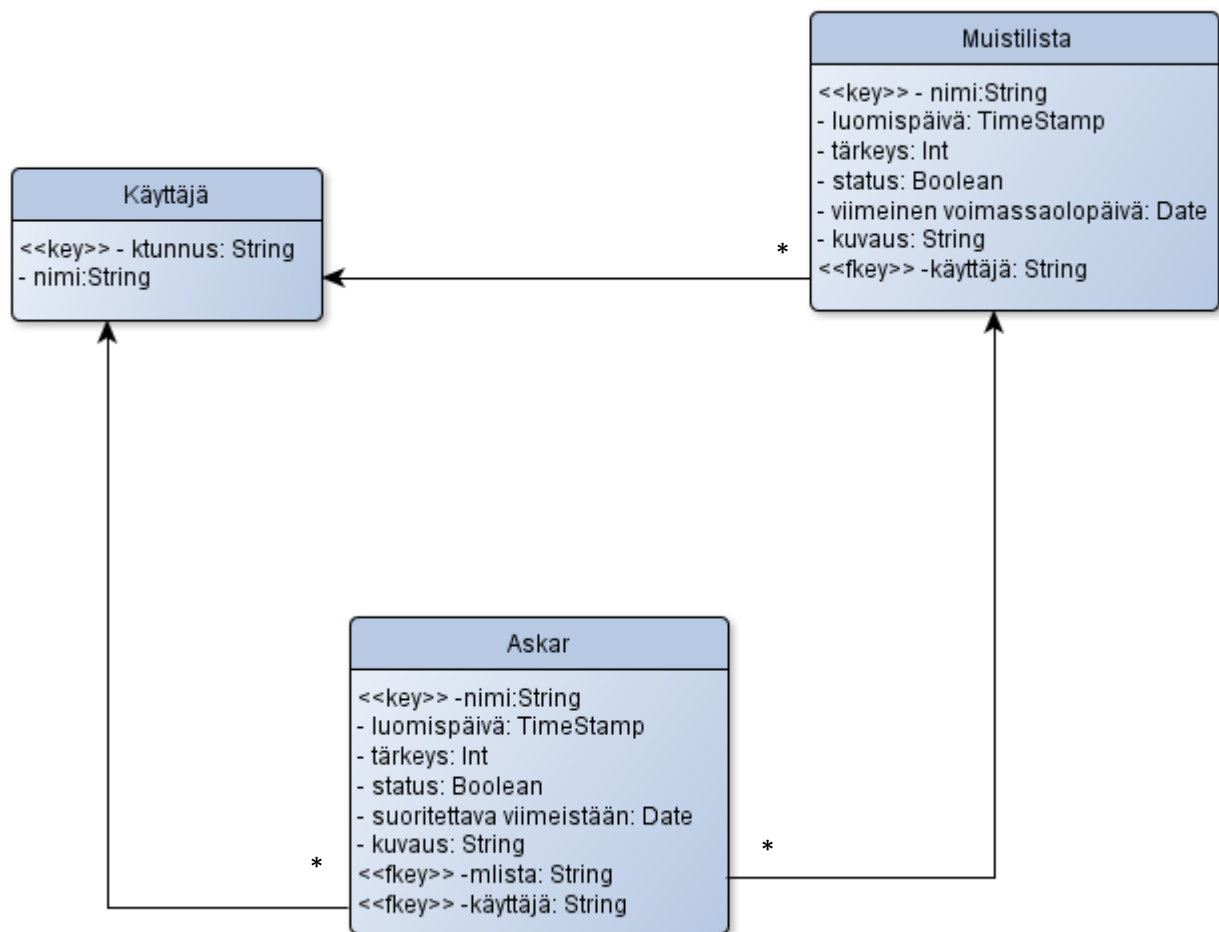 Muistilista
<<key>> - nimi:String
- luomispäivä: TimeStamp
- tärkeys: Int
- status: Boolean
- viimeinen voimassaolopäivä: Date
- kuvaus: String
<<fkey>> -käyttäjä: String
Käyttäjä
<<key>> - ktunnus: String
- nimi:String
*
Askar
<<key>> -nimi:String
- luomispäivä: TimeStamp
- tärkeys: Int
- status: Boolean
- suoritettava viimeistään: Date
- kuvaus: String
<<fkey>> -mlista: String
<<fkey>> -käyttäjä: String
*
*